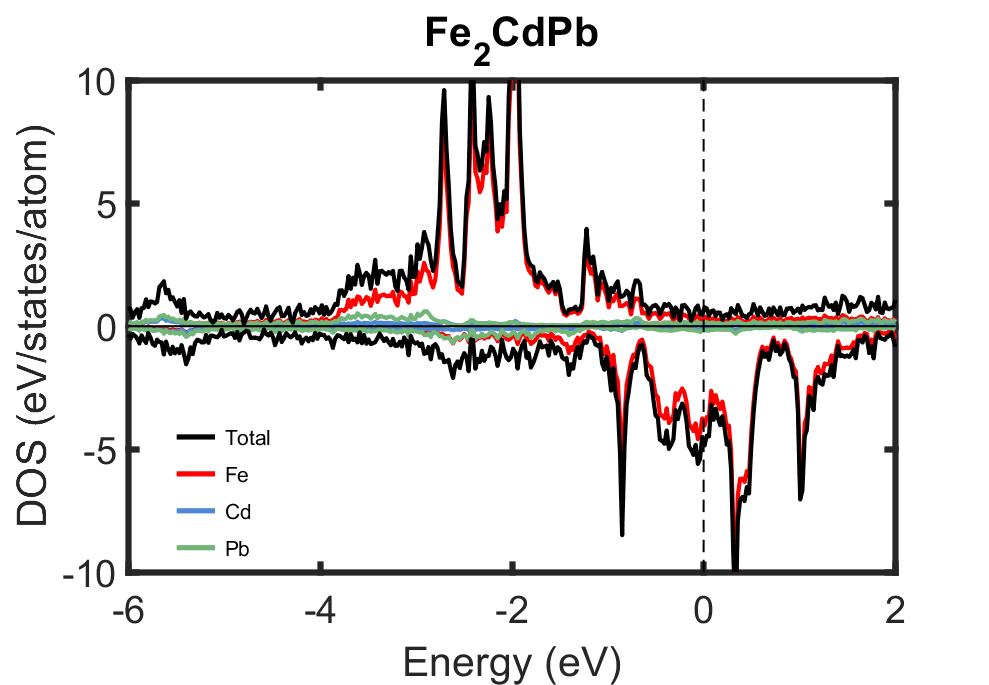 Fe₂CdPb
DOS (eV/states/atom)
10
5
0
-5
-10
Total
Fe
Cd
Pb
-6 -4 -2 0 2
Energy (eV)